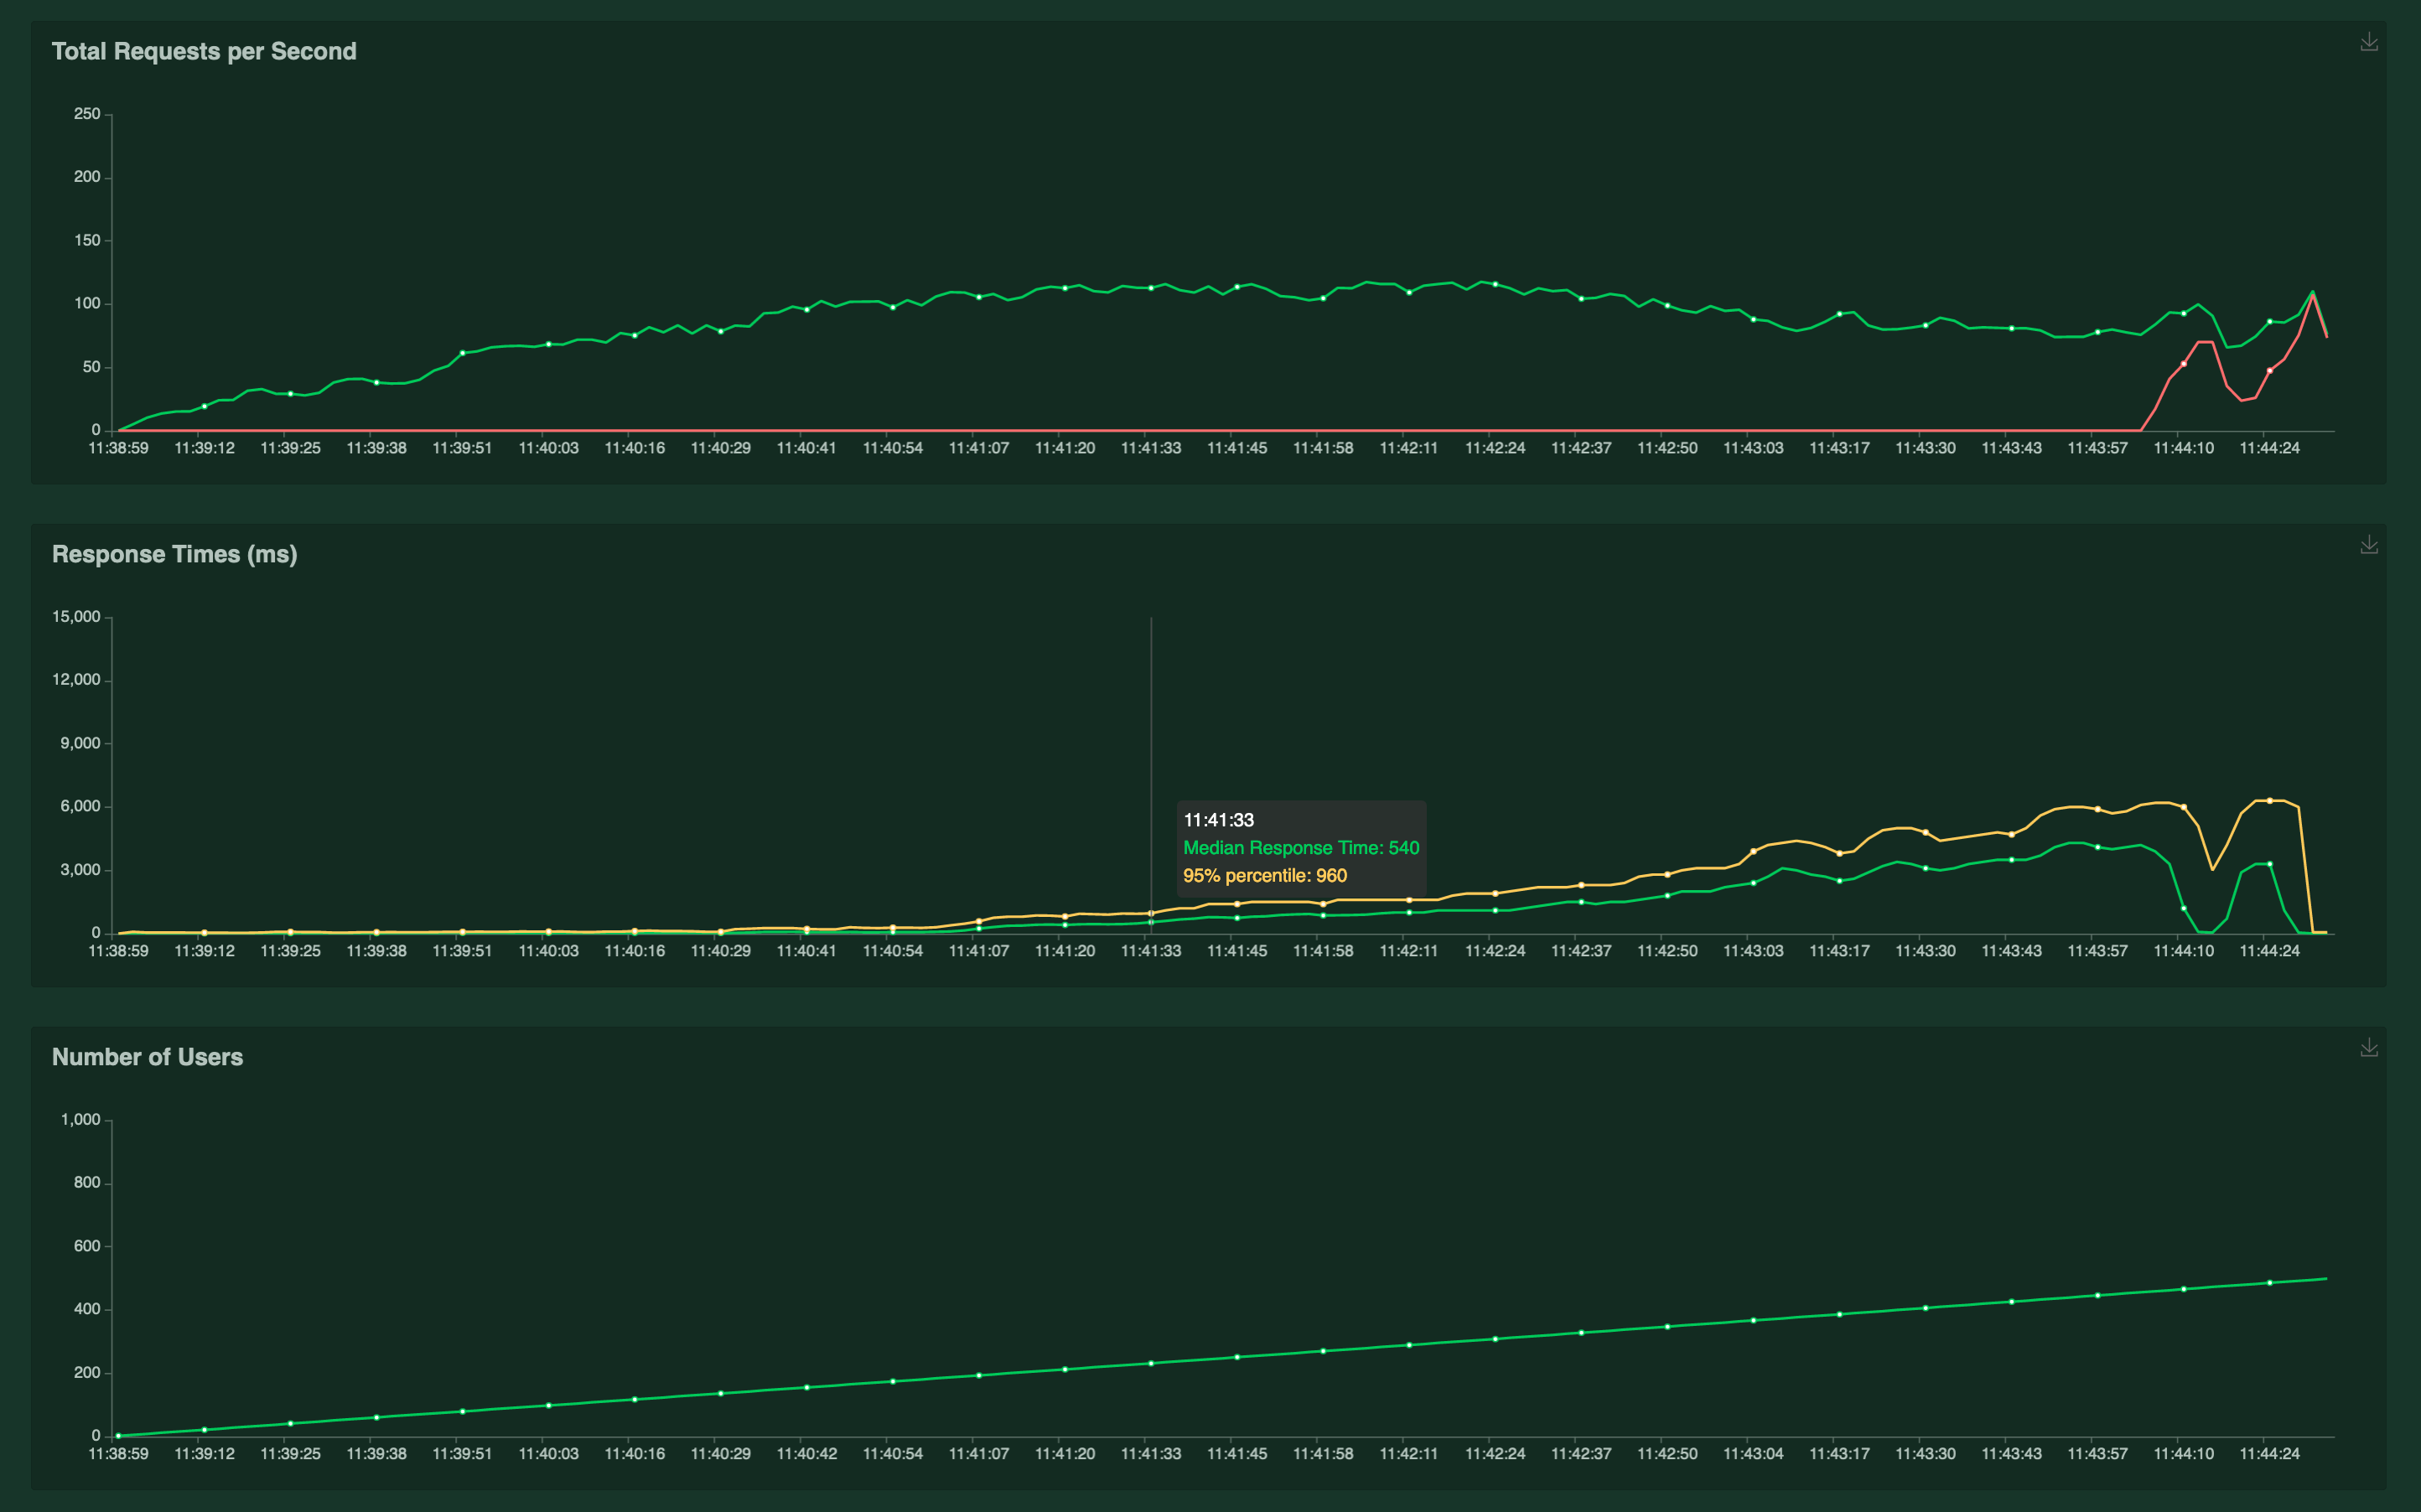 Total Requests per Second
250
200
150
100
50
0
11:38:59 11:39:12 11:39:25 11:39:38 11:39:51 11:40:03 11:40:16 11:40:29 11:40:41 11:40:54 11:41:07 11:41:20 11:41:33 11:41:45 11:41:58 11:42:11 11:42:24 11:42:37 11:42:50 11:43:03 11:43:17 11:43:30 11:43:43 11:43:57 11:44:10 11:44:24
Response Times (ms)
15,000
12,000
9,000
6,000
3,000
0
11:41:33
Median Response Time: 540
95% percentile: 960
11:38:59 11:39:12 11:39:25 11:39:38 11:39:51 11:40:03 11:40:16 11:40:29 11:40:41 11:40:54 11:41:07 11:41:20 11:41:33 11:41:45 11:41:58 11:42:11 11:42:24 11:42:37 11:42:50 11:43:03 11:43:17 11:43:30 11:43:43 11:43:57 11:44:10 11:44:24
Number of Users
1,000
800
600
400
200
0
11:38:59 11:39:12 11:39:25 11:39:38 11:39:51 11:40:03 11:40:16 11:40:29 11:40:42 11:40:54 11:41:07 11:41:20 11:41:33 11:41:45 11:41:58 11:42:11 11:42:24 11:42:37 11:42:50 11:43:04 11:43:17 11:43:30 11:43:43 11:43:57 11:44:10 11:44:24